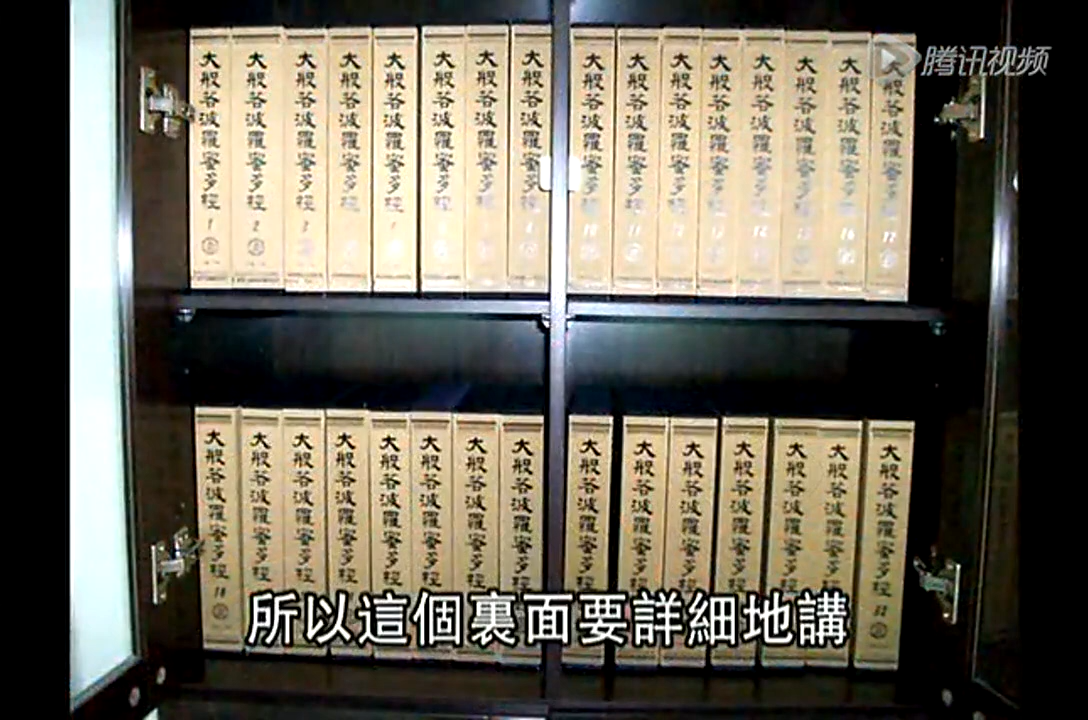 腾讯视频
大般若波羅蜜多經 1
大般若波羅蜜多經 2
大般若波羅蜜多經 3
大般若波羅蜜多經
大般若波羅蜜多經
大般若波羅蜜多經
大般若波羅蜜多經
大般若波羅蜜多經
大般若波羅蜜多經 10
大般若波羅蜜多經 11
大般若波羅蜜多經
大般若波羅蜜多經 13
大般若波羅蜜多經 14
大般若波羅蜜多經
大般若波羅蜜多經 16
大般若波羅蜜多經 17
大般若波羅蜜多經 18
大般若波羅蜜多經
大般若波羅蜜多經
大般若波羅蜜多經
大般若波羅蜜多經
大般若波羅蜜多經
大般若波羅蜜多經
大般若波羅蜜多經
大般若波羅蜜多經
大般若波羅蜜多經
大般若波羅蜜多經
大般若波羅蜜多經
大般若波羅蜜多經
大般若波羅蜜多經
大般若波羅蜜多經 32
所以這個裏面要詳細地講